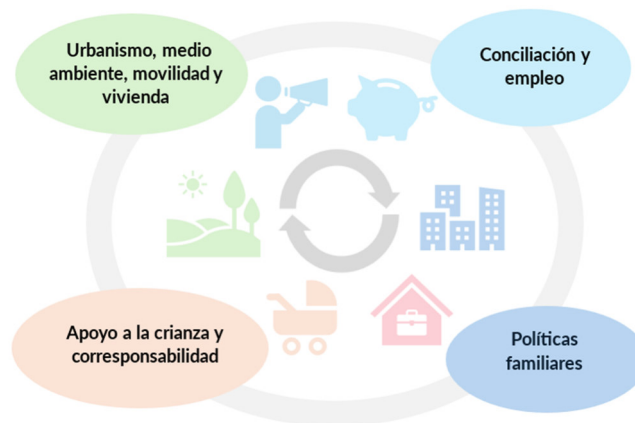 Urbanismo, medio
ambiente, movilidad y
vivienda
Conciliación y
empleo
Apoyo a la crianza y
corresponsabilidad
Políticas
familiares